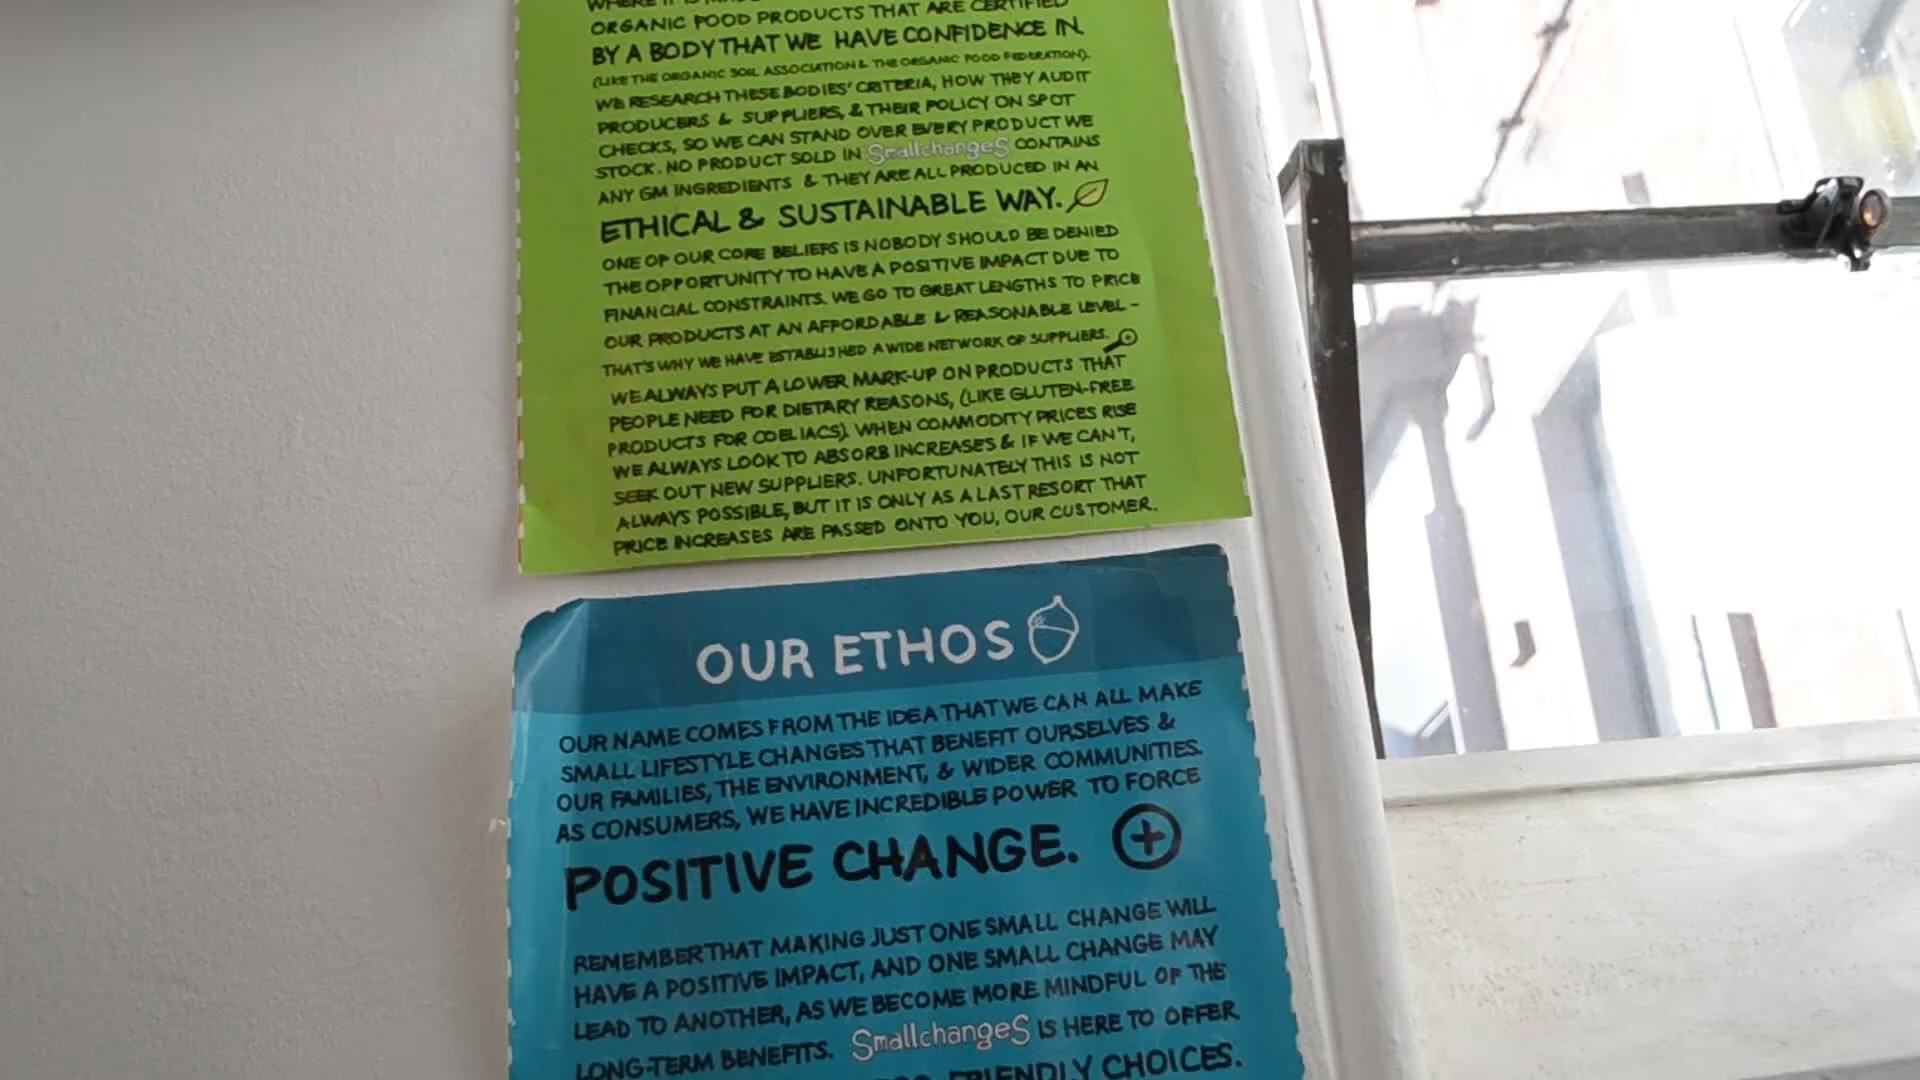 ORGANIC FOOD PRODUCTS THAT ARE CERTIFIED
BY A BODY THAT WE HAVE CONFIDENCE IN.
(LIKE THE ORGANIC SOIL ASSOCIATION & THE ORGANIC FOOD FEDERATION).
WE RESEARCH THESE BODIES' CRITERIA, HOW THEY AUDIT
PRODUCERS & SUPPLIERS, & THEIR POLICY ON SPOT
CHECKS, SO WE CAN STAND OVER EVERY PRODUCT WE
STOCK. NO PRODUCT SOLD IN SmallchangeS CONTAINS
ANY GM INGREDIENTS & THEY ARE ALL PRODUCED IN AN
ETHICAL & SUSTAINABLE WAY.
ONE OF OUR CORE BELIEFS IS NOBODY SHOULD BE DENIED
THE OPPORTUNITY TO HAVE A POSITIVE IMPACT DUE TO
FINANCIAL CONSTRAINTS. WE GO TO GREAT LENGTHS TO PRICE
OUR PRODUCTS AT AN AFFORDABLE & REASONABLE LEVEL -
THAT'S WHY WE HAVE ESTABLISHED A WIDE NETWORK OF SUPPLIERS.
WE ALWAYS PUT A LOWER MARK-UP ON PRODUCTS THAT
PEOPLE NEED FOR DIETARY REASONS, (LIKE GLUTEN-FREE
PRODUCTS FOR COELIACS). WHEN COMMODITY PRICES RISE
WE ALWAYS LOOK TO ABSORB INCREASES & IF WE CAN'T,
SEEK OUT NEW SUPPLIERS. UNFORTUNATELY THIS IS NOT
ALWAYS POSSIBLE, BUT IT IS ONLY AS A LAST RESORT THAT
PRICE INCREASES ARE PASSED ONTO YOU, OUR CUSTOMER.
OUR ETHOS
OUR NAME COMES FROM THE IDEA THAT WE CAN ALL MAKE
SMALL LIFESTYLE CHANGES THAT BENEFIT OURSELVES &
OUR FAMILIES, THE ENVIRONMENT, & WIDER COMMUNITIES.
AS CONSUMERS, WE HAVE INCREDIBLE POWER TO FORCE
POSITIVE CHANGE.
REMEMBER THAT MAKING JUST ONE SMALL CHANGE WILL
HAVE A POSITIVE IMPACT, AND ONE SMALL CHANGE MAY
LEAD TO ANOTHER, AS WE BECOME MORE MINDFUL OF THE
LONG-TERM BENEFITS. SmallchangeS IS HERE TO OFFER
FRIENDLY CHOICES.